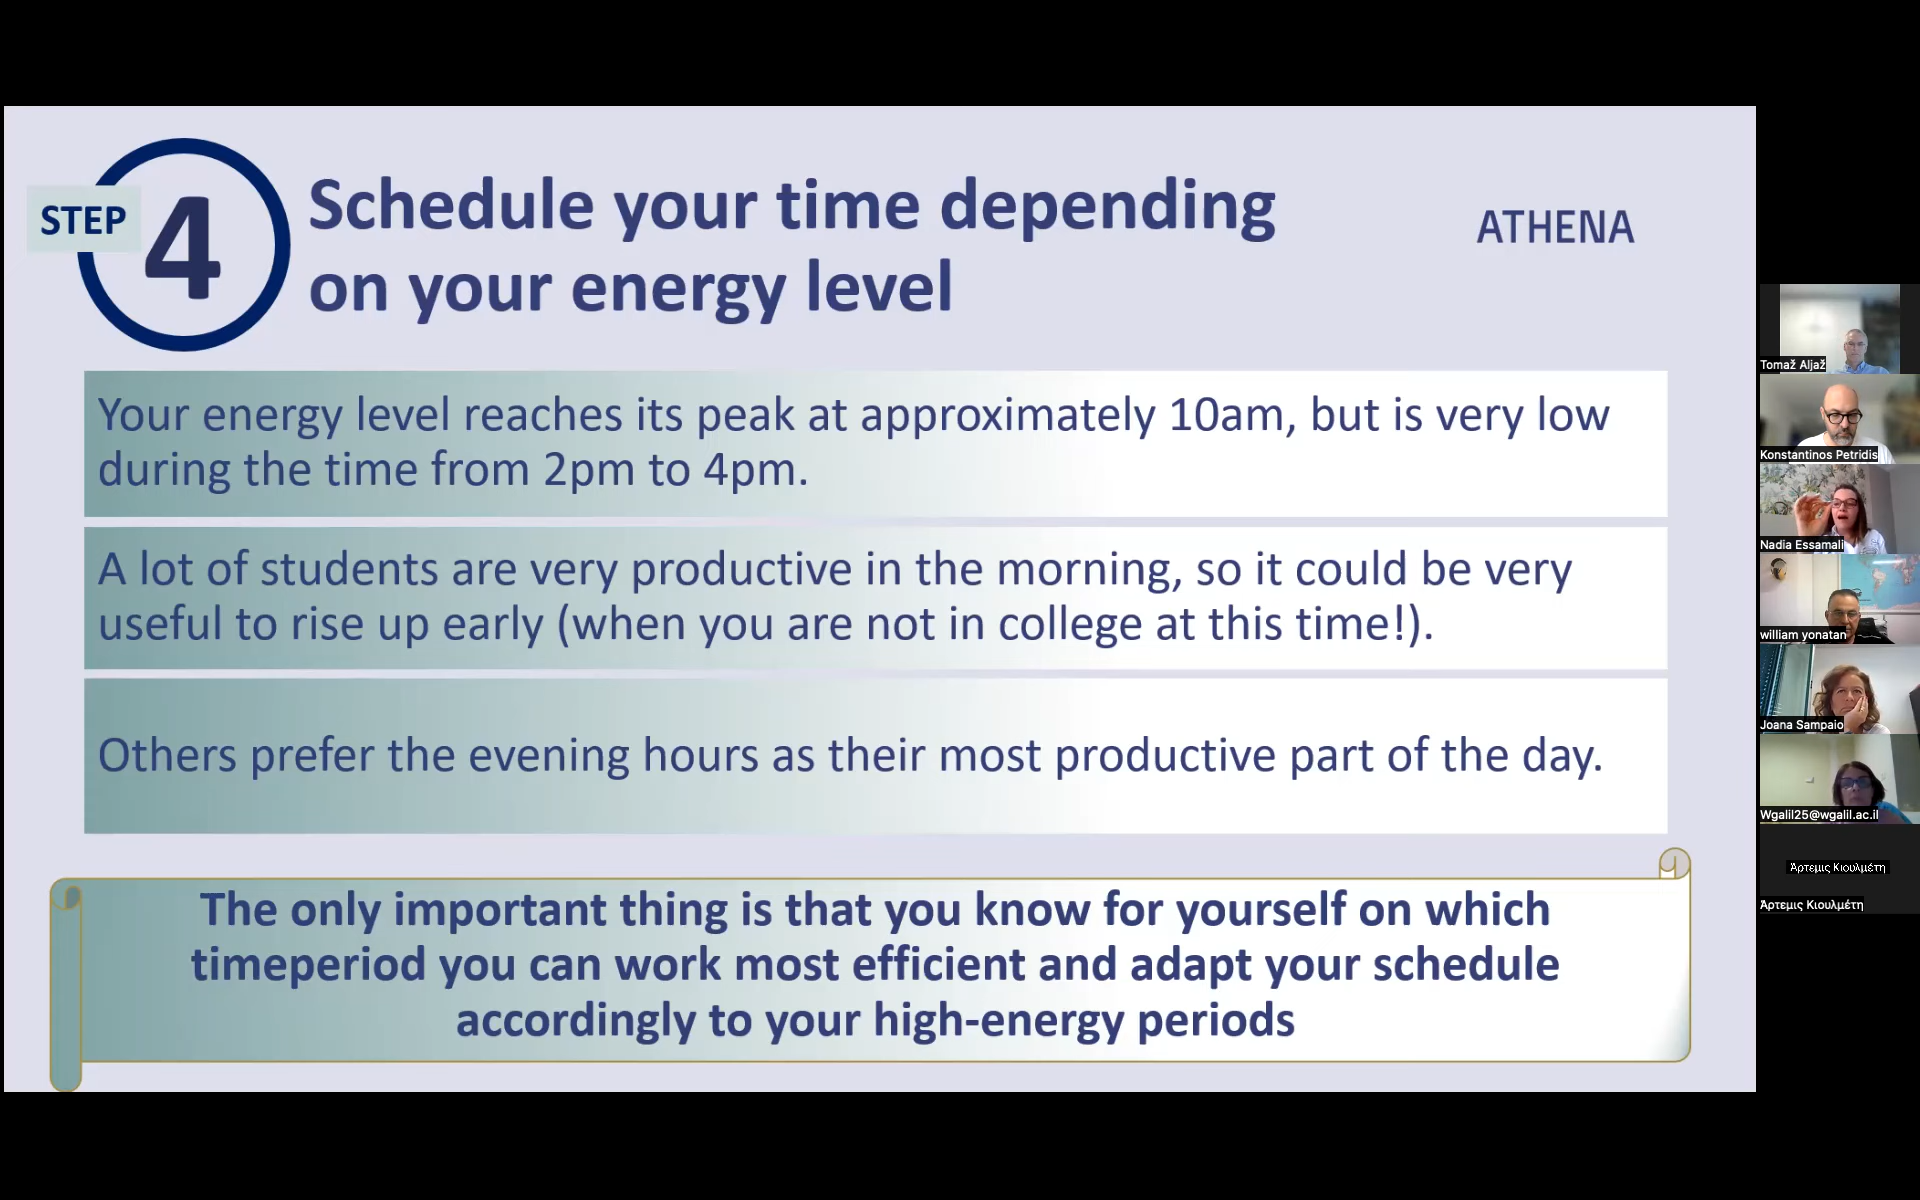 STEP
4
Schedule your time depending
on your energy level
ATHENA
Your energy level reaches its peak at approximately 10am, but is very low
during the time from 2pm to 4pm.
A lot of students are very productive in the morning, so it could be very
useful to rise up early (when you are not in college at this time!).
Others prefer the evening hours as their most productive part of the day.
The only important thing is that you know for yourself on which
timeperiod you can work most efficient and adapt your schedule
accordingly to your high-energy periods
Tomaž Aljaž
Konstantinos Petridis
Nadia Essamali
william yonatan
Joana Sampaio
Wgalil25@wgalil.ac.il
Άρτεμις Κιουλμέτη
Άρτεμις Κιουλμέτη